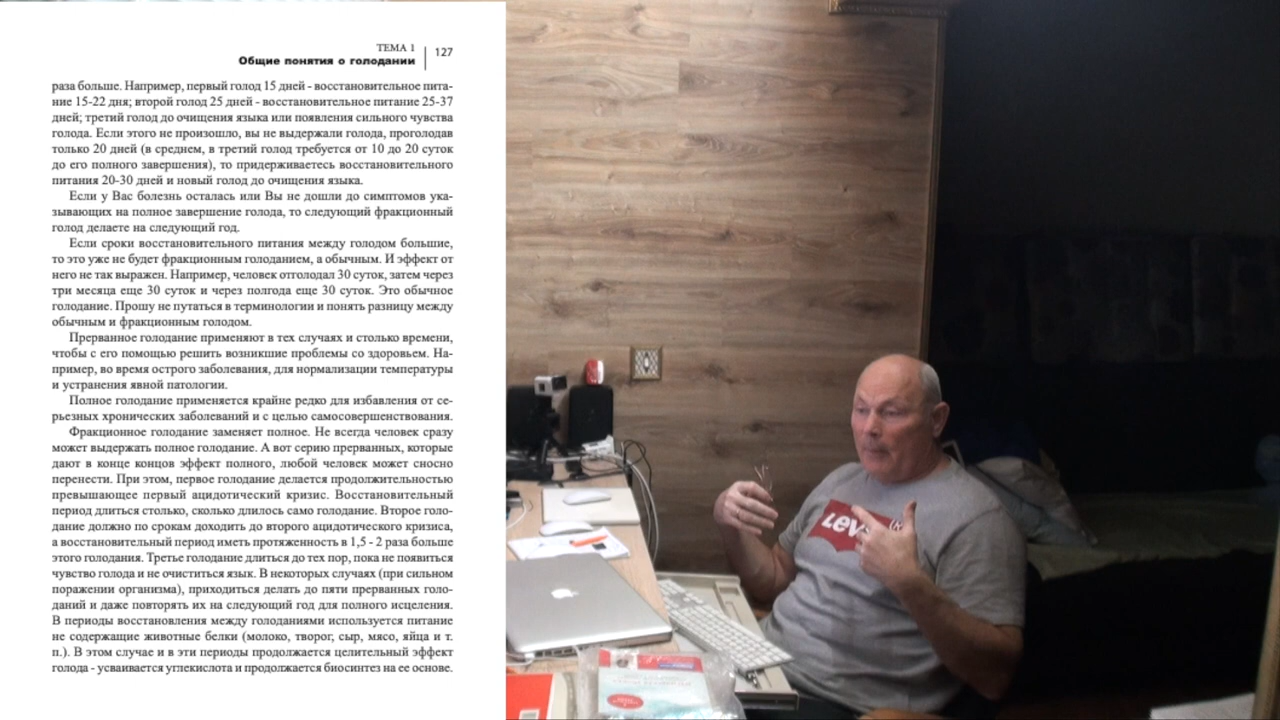 ТЕМА 1
Общие понятия о голодании
127
раза больше. Например, первый голод 15 дней - восстановительное пита-
ние 15-22 дня; второй голод 25 дней - восстановительное питание 25-37
дней; третий голод до очищения языка или появления сильного чувства
голода. Если этого не произошло, вы не выдержали голода, проголодав
только 20 дней (в среднем, в третий голод требуется от 10 до 20 суток
до его полного завершения), то придерживаетесь восстановительного
питания 20-30 дней и новый голод до очищения языка.
Если у Вас болезнь осталась или Вы не дошли до симптомов ука-
зывающих на полное завершение голода, то следующий фракционный
голод делаете на следующий год.
Если сроки восстановительного питания между голодом большие,
то это уже не будет фракционным голоданием, а обычным. И эффект от
него не так выражен. Например, человек отголодал 30 суток, затем через
три месяца еще 30 суток и через полгода еще 30 суток. Это обычное
голодание. Прошу не путаться в терминологии и понять разницу между
обычным и фракционным голодом.
Прерванное голодание применяют в тех случаях и столько времени,
чтобы с его помощью решить возникшие проблемы со здоровьем. На-
пример, во время острого заболевания, для нормализации температуры
и устранения явной патологии.
Полное голодание применяется крайне редко для избавления от се-
рьезных хронических заболеваний и с целью самосовершенствования.
Фракционное голодание заменяет полное. Не всегда человек сразу
может выдержать полное голодание. А вот серию прерванных, которые
дают в конце концов эффект полного, любой человек может сносно
перенести. При этом, первое голодание делается продолжительностью
превышающее первый ацидотический кризис. Восстановительный
период длиться столько, сколько длилось само голодание. Второе голо-
дание должно по срокам доходить до второго ацидотического кризиса,
а восстановительный период иметь протяженность в 1,5 - 2 раза больше
этого голодания. Третье голодание длиться до тех пор, пока не появиться
чувство голода и не очиститься язык. В некоторых случаях (при сильном
поражении организма), приходиться делать до пяти прерванных голо-
даний и даже повторять их на следующий год для полного исцеления.
В периоды восстановления между голоданиями используется питание
не содержащие животные белки (молоко, творог, сыр, мясо, яйца и т.
п.). В этом случае и в эти периоды продолжается целительный эффект
голода - усваивается углекислота и продолжается биосинтез на ее основе.
Levi's